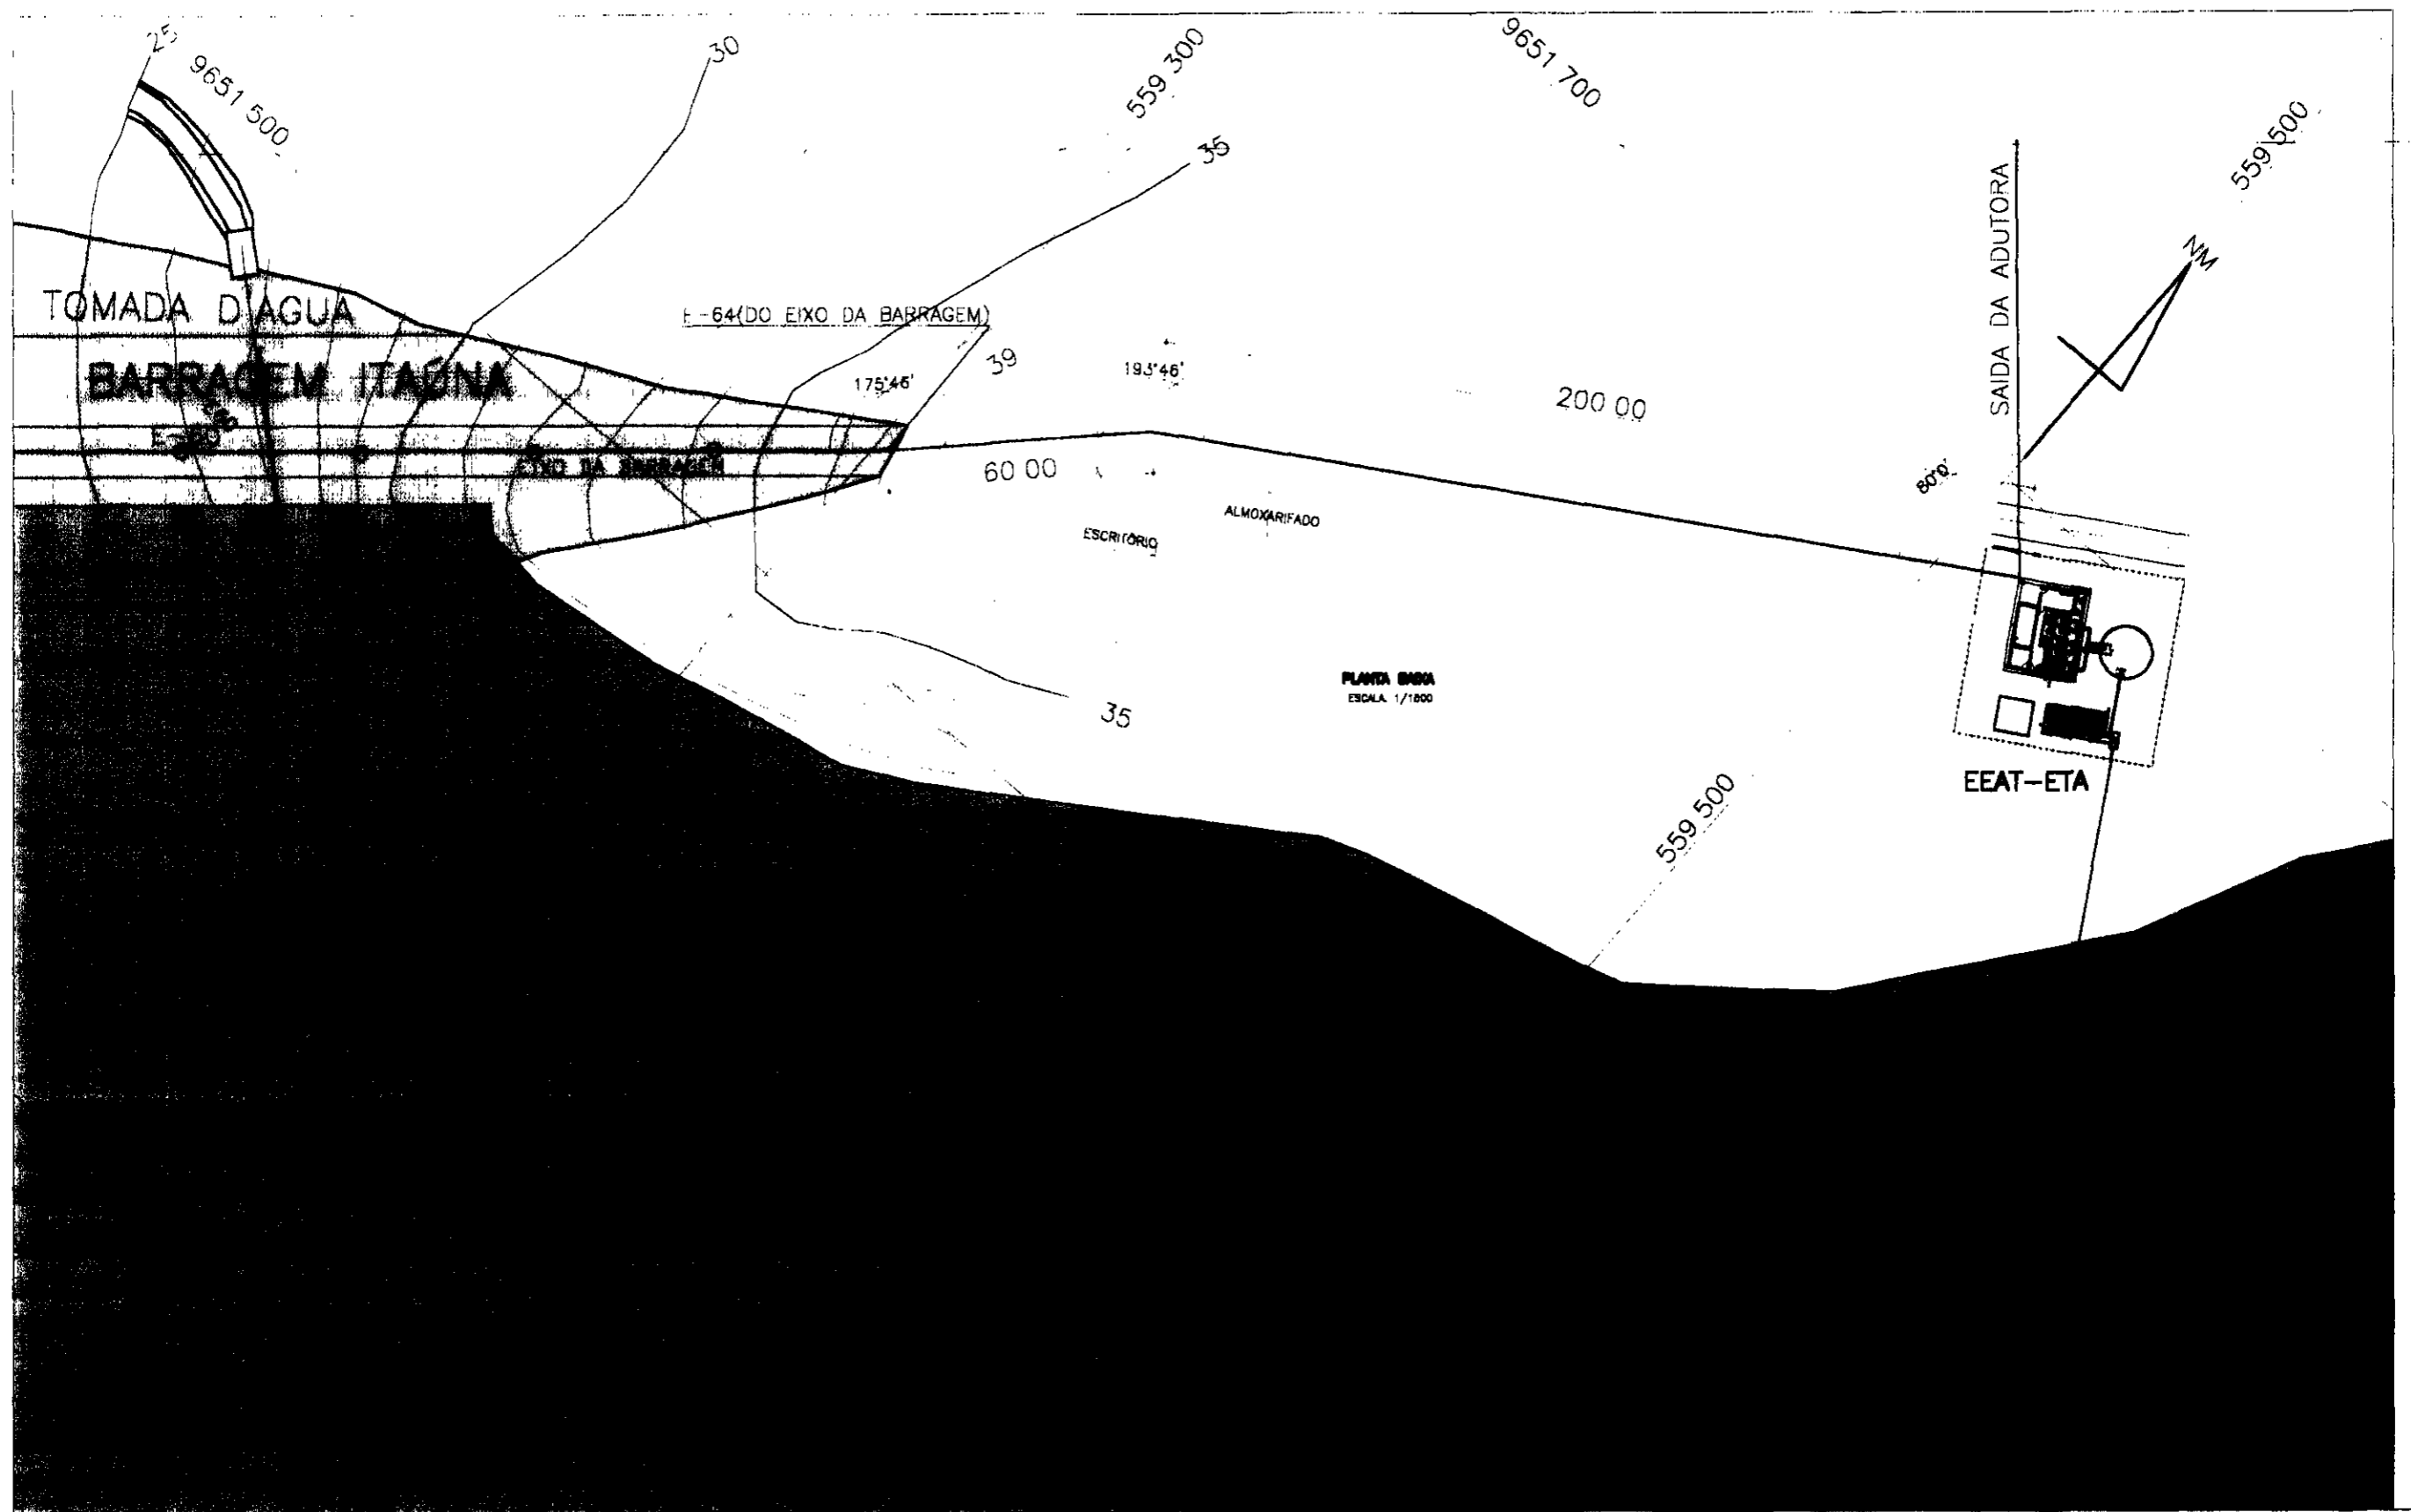 25
9651 500
30
559 300
9651 700
35
559 500
NM
SAIDA DA ADUTORA
TOMADA D'AGUA
E-64(DO EIXO DA BARRAGEM)
39
175°46'
193°46'
200 00
BARRAGEM ITAÚNA
EIXO DA BARRAGEM
60 00
80°0'
ALMOXARIFADO
ESCRITÓRIO
PLANTA BAIXA
ESCALA 1/1800
35
EEAT-ETA
559 500